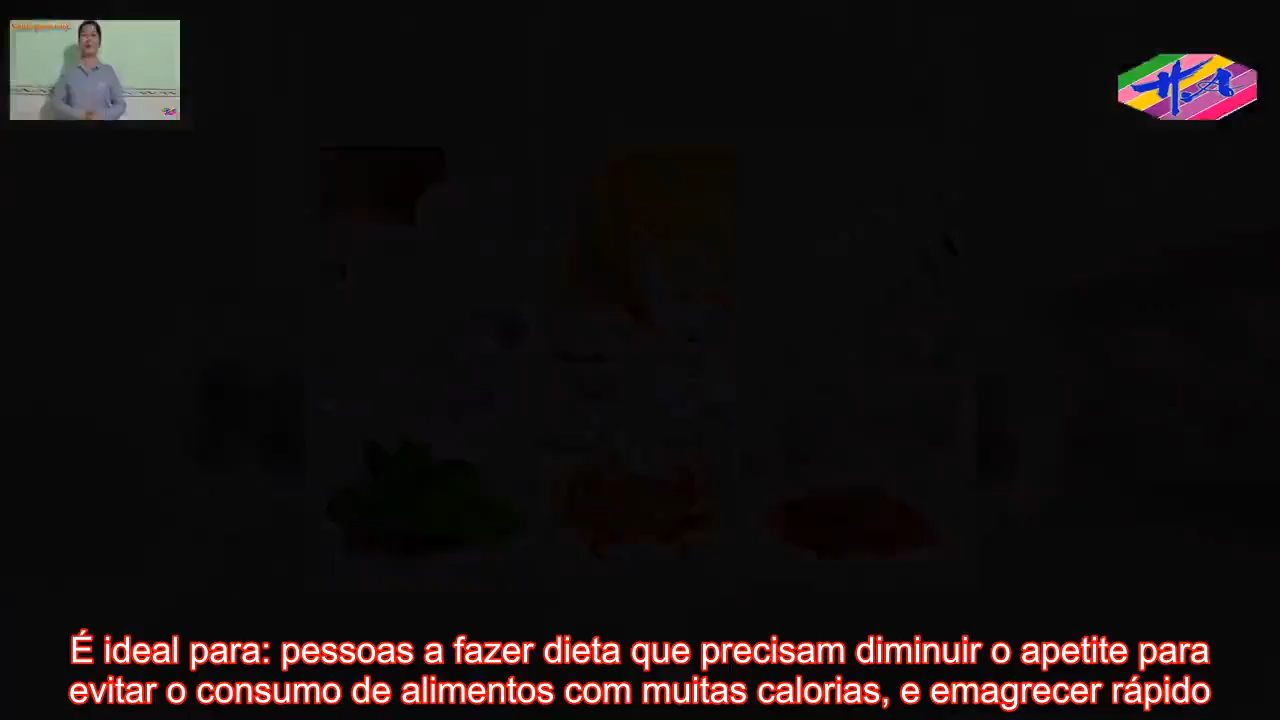 É ideal para: pessoas a fazer dieta que precisam diminuir o apetite para
evitar o consumo de alimentos com muitas calorias, e emagrecer rápido